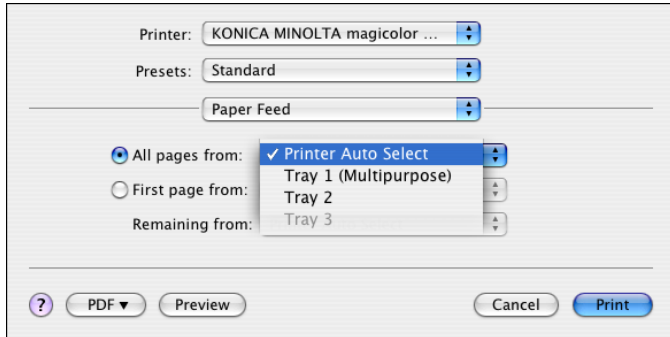 Printer: KONICA MINOLTA magicolor ...
Presets: Standard
Paper Feed
All pages from: ✓ Printer Auto Select
Tray 1 (Multipurpose)
First page from:
Tray 2
Remaining from: Tray 3
? PDF ▼ Preview Cancel Print